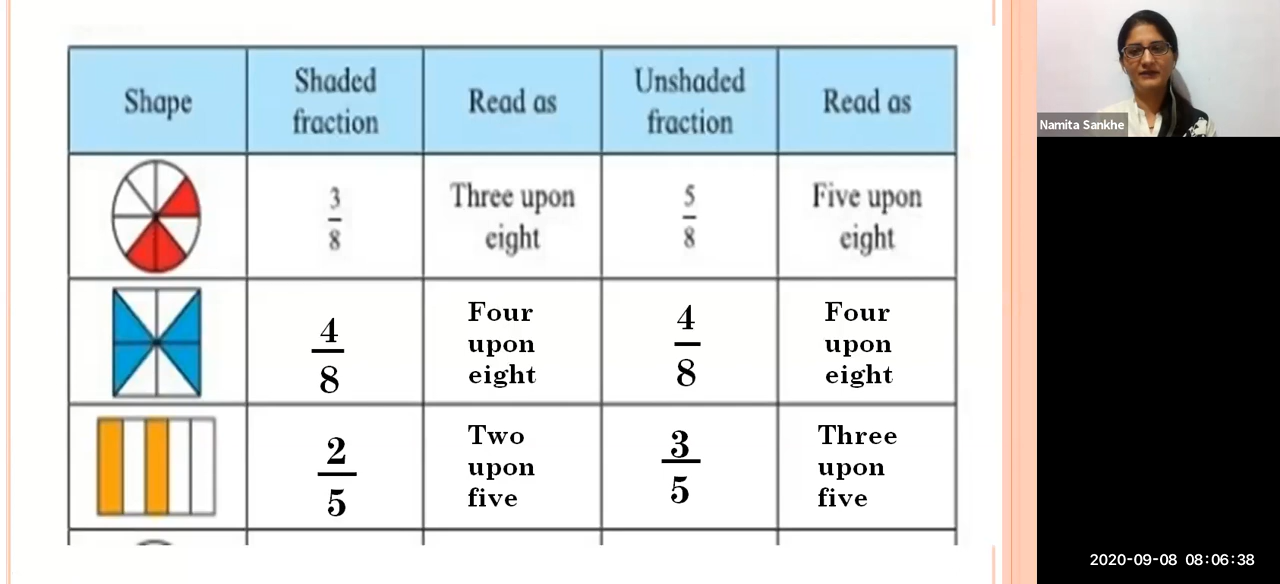 Shape
Shaded
fraction
Read as
Unshaded
fraction
Read as
3
8
Three upon
eight
5
8
Five upon
eight
4
8
Four
upon
eight
4
8
Four
upon
eight
2
5
Two
upon
five
3
5
Three
upon
five
Namita Sankhe
2020-09-08 08:06:38